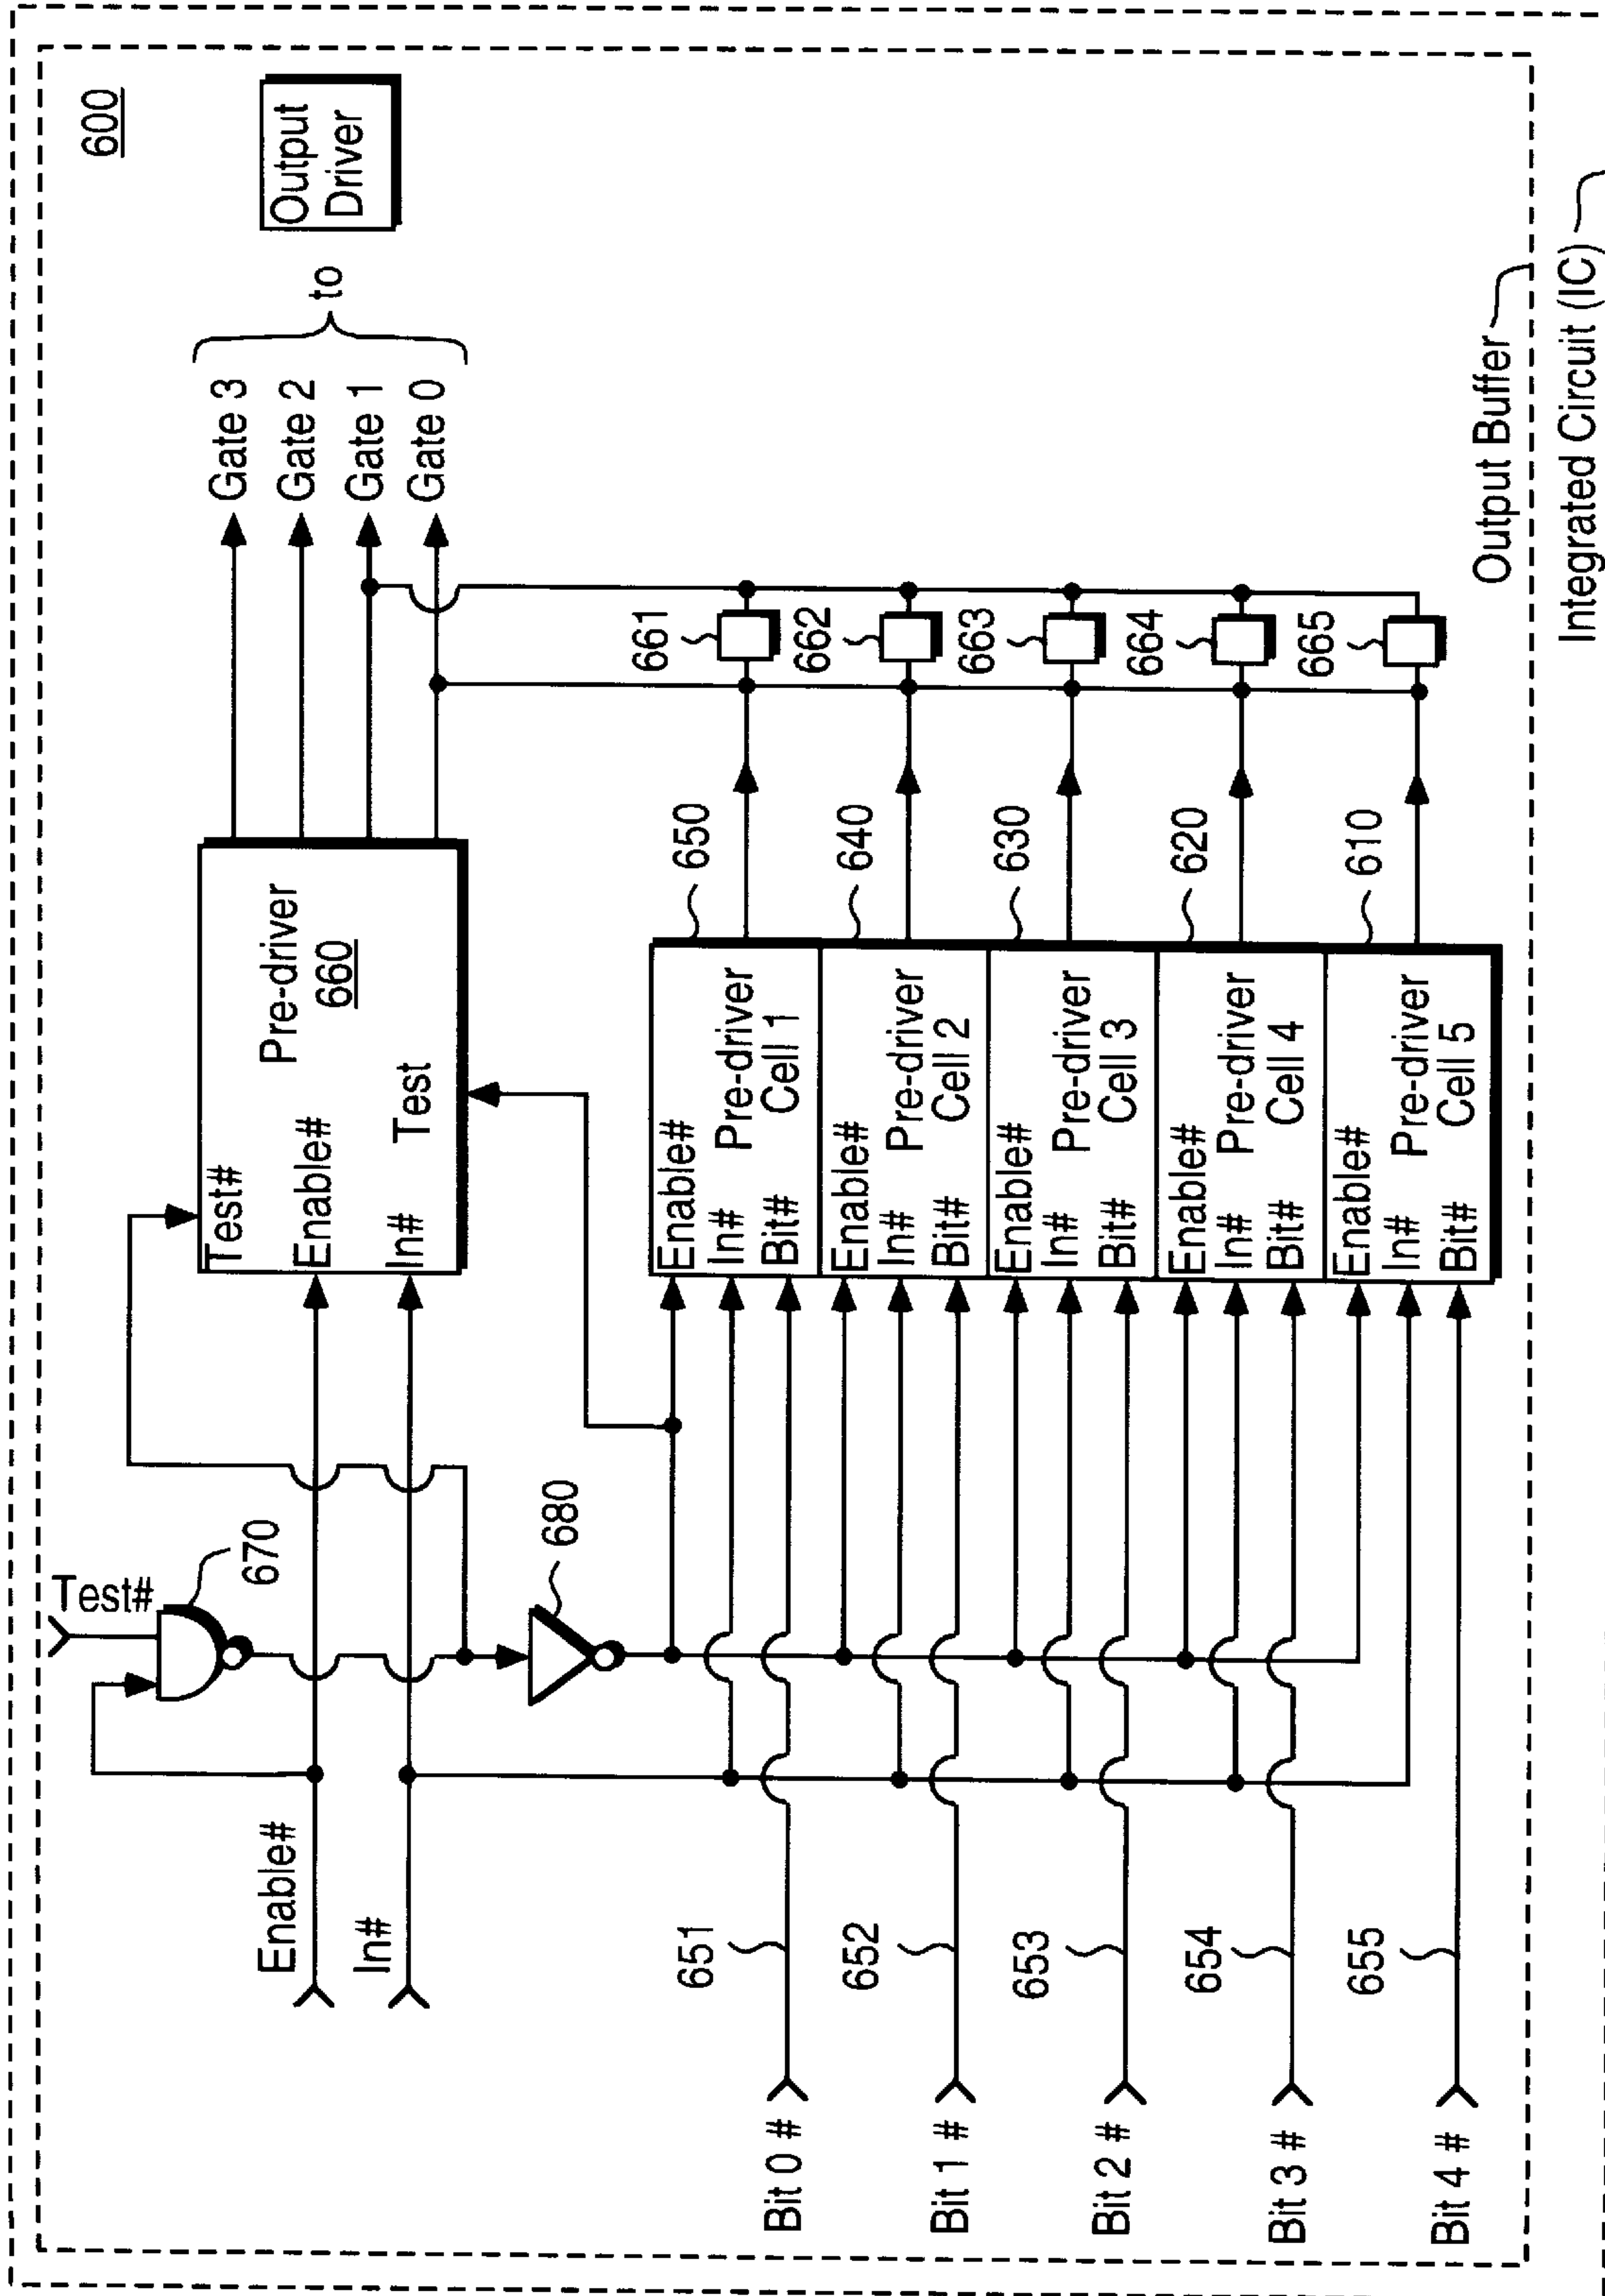 600
Output
Driver
to
Gate 3
Gate 2
Gate 1
Gate 0
Test#
670
Enable#
In#
680
Test#
Enable#
In#
Test
Pre-driver
660
650
Enable#
In#
Bit#
Pre-driver
Cell 1
640
Enable#
In#
Bit#
Pre-driver
Cell 2
630
Enable#
In#
Bit#
Pre-driver
Cell 3
620
Enable#
In#
Bit#
Pre-driver
Cell 4
610
Enable#
In#
Bit#
Pre-driver
Cell 5
661
662
663
664
665
Bit 0 #
651
Bit 1 #
652
Bit 2 #
653
Bit 3 #
654
Bit 4 #
655
Output Buffer
Integrated Circuit (IC)